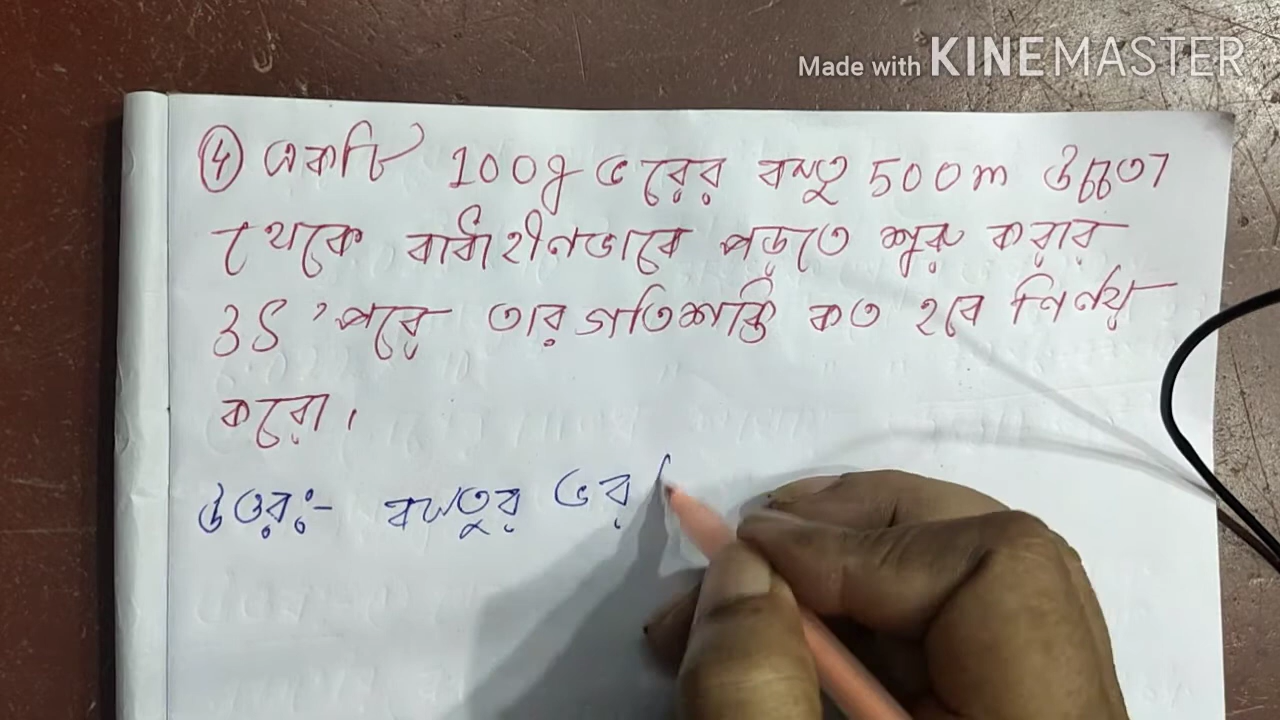 Made with KINEMASTER
④ একটি 100g ভরের বস্তু 500m উচ্চতা
থেকে বাধাহীনভাবে পড়তে শুরু করার
3S পরে তার গতিশক্তি কত হবে নির্ণয়
করো।
উত্তর:- বস্তুর ভর